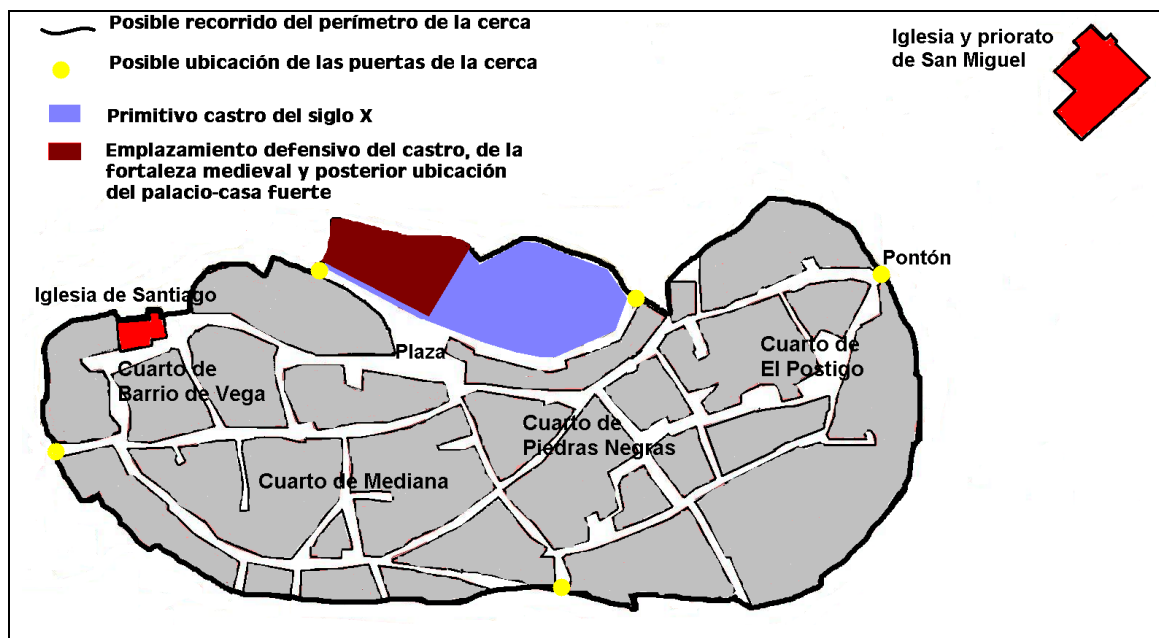 Posible recorrido del perímetro de la cerca
Posible ubicación de las puertas de la cerca
Primitivo castro del siglo X
Emplazamiento defensivo del castro, de la
fortaleza medieval y posterior ubicación
del palacio-casa fuerte
Iglesia y priorato
de San Miguel
Pontón
Iglesia de Santiago
Plaza
Cuarto de
El Postigo
Cuarto de
Barrio de Vega
Cuarto de
Piedras Negras
Cuarto de Mediana